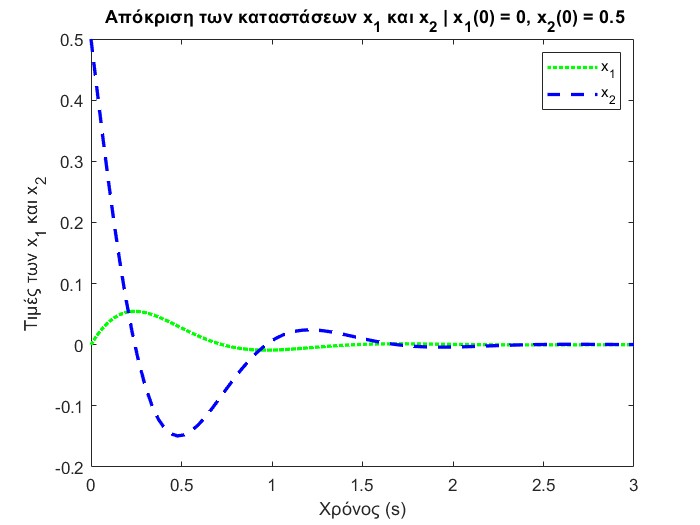 Απόκριση των καταστάσεων x₁ και x₂ | x₁(0) = 0, x₂(0) = 0.5
x₁
x₂
Τιμές των x₁ και x₂
0.5
0.4
0.3
0.2
0.1
0
-0.1
-0.2
0 0.5 1 1.5 2 2.5 3
Χρόνος (s)